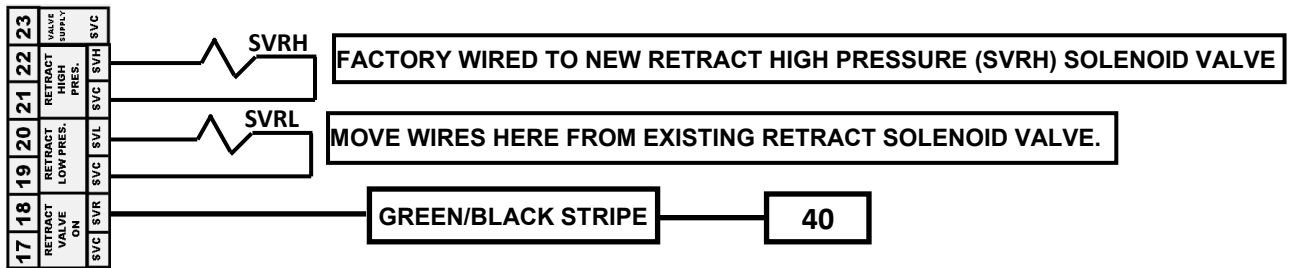 23 VALVE SUPPLY SVC
22 RETRACT HIGH PRES. SVH
21 SVC
SVRH
FACTORY WIRED TO NEW RETRACT HIGH PRESSURE (SVRH) SOLENOID VALVE
20 RETRACT LOW PRES. SVL
19 SVC
SVRL
MOVE WIRES HERE FROM EXISTING RETRACT SOLENOID VALVE.
18 RETRACT VALVE ON SVR
17 SVC
GREEN/BLACK STRIPE
40